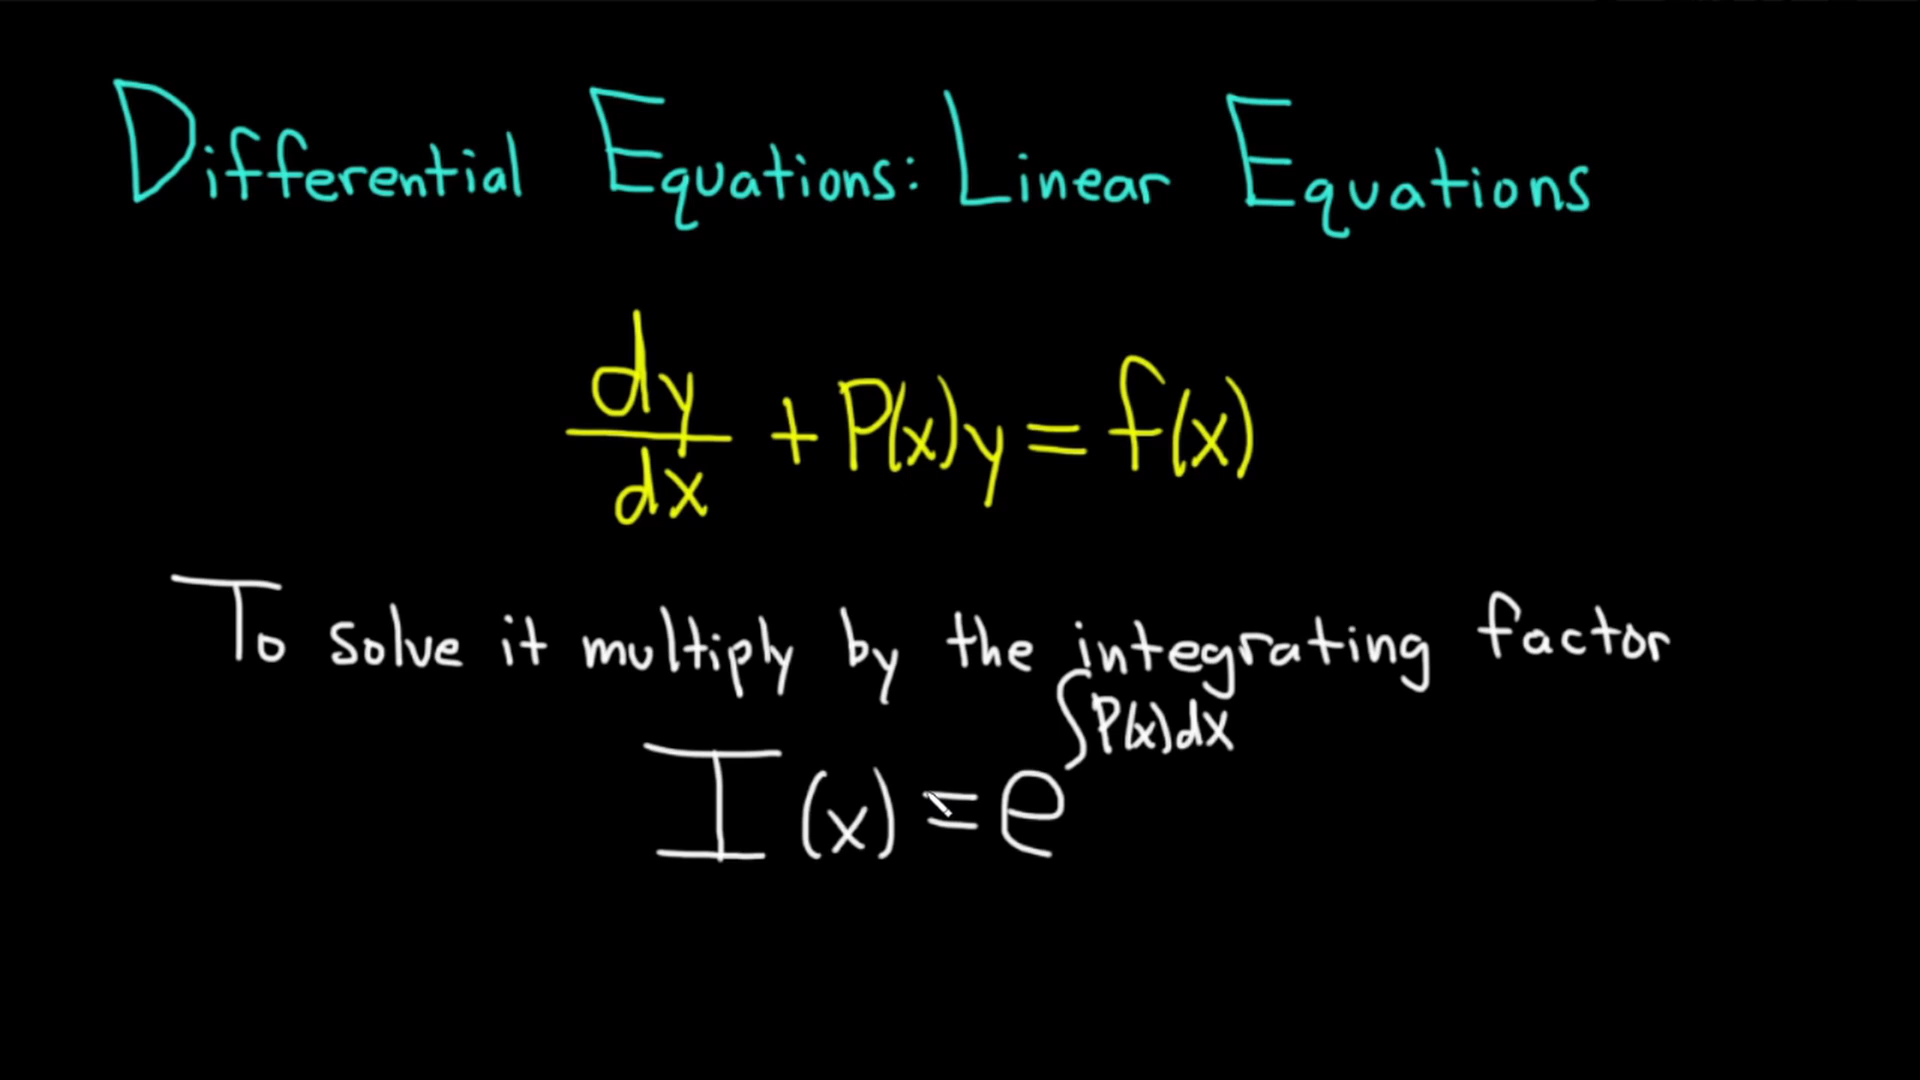 Differential Equations: Linear Equations
dy/dx + P(x)y = f(x)
To solve it multiply by the integrating factor
I(x) = e^∫P(x)dx